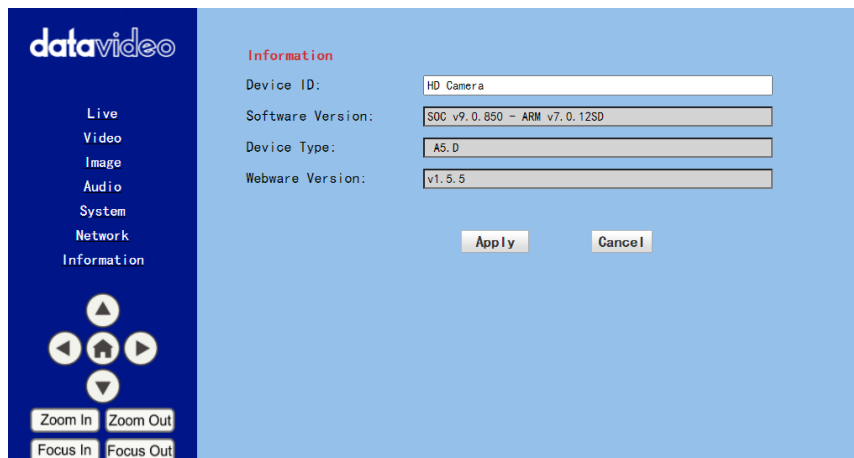 datavideo
Live
Video
Image
Audio
System
Network
Information
Zoom In Zoom Out
Focus In Focus Out
Information
Device ID: HD Camera
Software Version: SOC v9.0.850 - ARM v7.0.12SD
Device Type: A5.D
Webware Version: v1.5.5
Apply Cancel